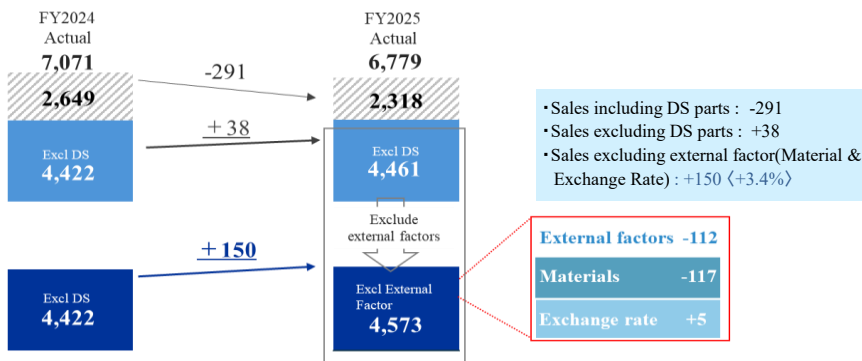 FY2024
Actual
7,071
2,649
Excl DS
4,422
-291
+38
FY2025
Actual
6,779
2,318
Excl DS
4,461
Exclude
external factors
+150
Excl DS
4,422
Excl External
Factor
4,573
・Sales including DS parts : -291
・Sales excluding DS parts : +38
・Sales excluding external factor(Material &
Exchange Rate) : +150〈+3.4%〉
External factors -112
Materials -117
Exchange rate +5